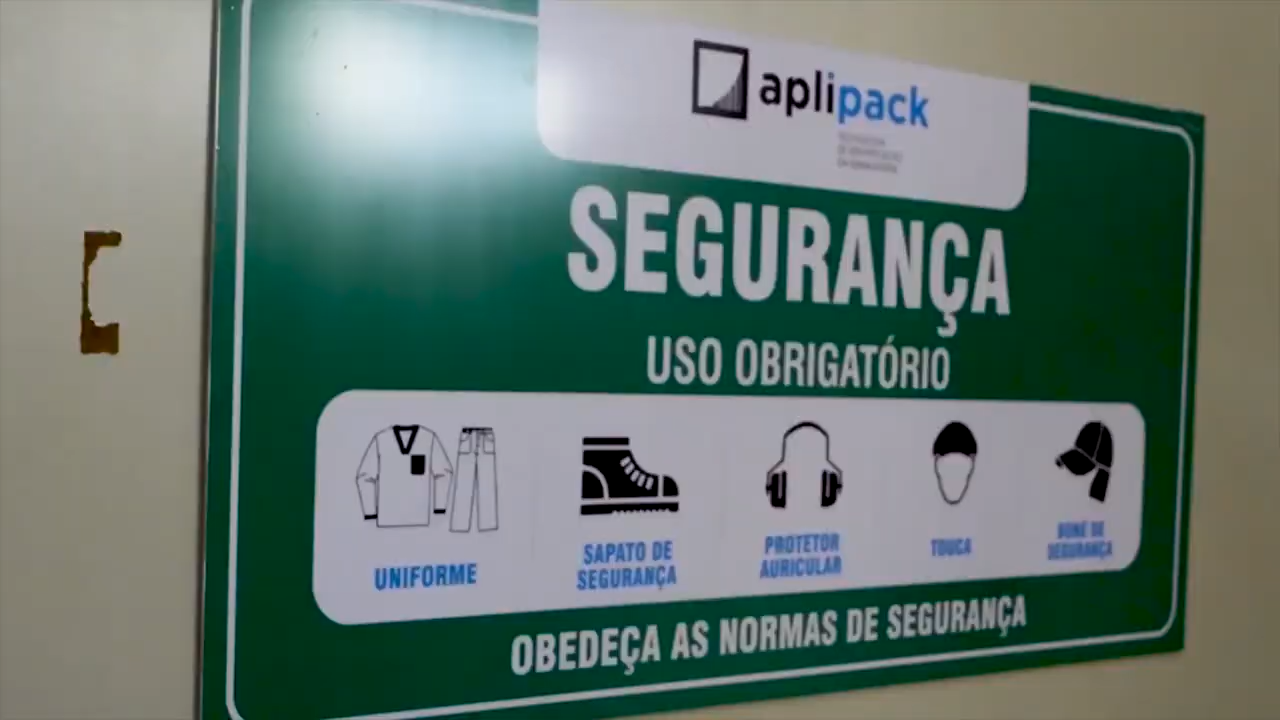 aplipack
SEGURANÇA
USO OBRIGATÓRIO
UNIFORME
SAPATO DE
SEGURANÇA
PROTETOR
AURICULAR
TOUCA
BONÉ DE
SEGURANÇA
OBEDEÇA AS NORMAS DE SEGURANÇA